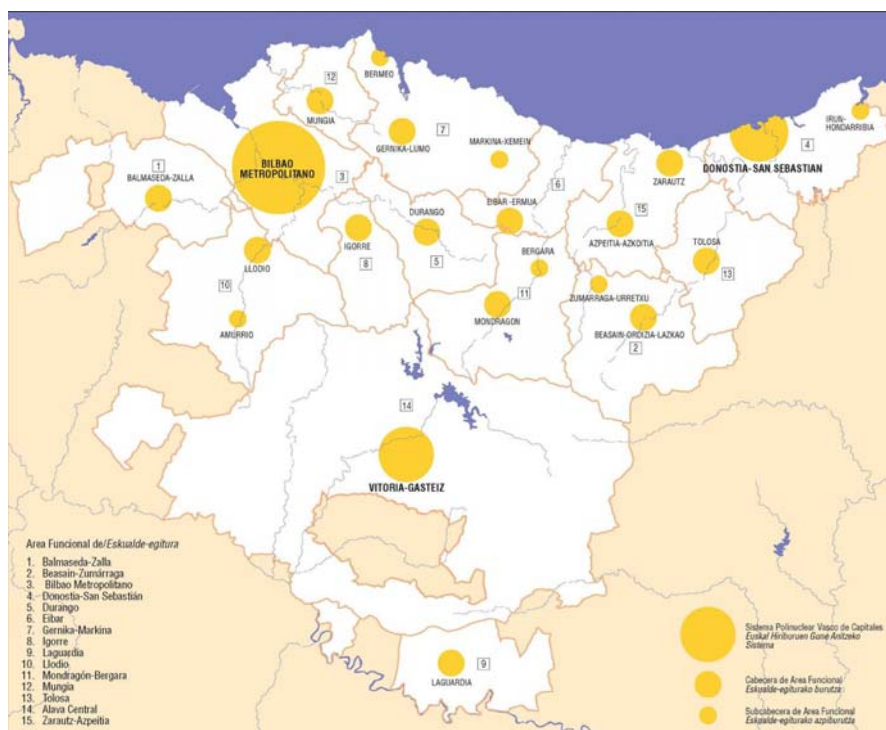 BERMEO
12
MUNGIA
7
GERNIKA-LUMO
MARKINA-XEMEIN
IRUN-
HONDARRIBIA
4
DONOSTIA-SAN SEBASTIAN
BILBAO
METROPOLITANO
3
1
BALMASEDA-ZALLA
6
ZARAUTZ
DURANGO
EIBAR -ERMUA
15
AZPEITIA-AZKOITIA
IGORRE
8
5
TOLOSA
13
LLODIO
10
BERGARA
11
ZUMARRAGA-URRETXU
MONDRAGON
AMURRIO
BEASAIN-ORDIZIA-LAZKAO
2
14
VITORIA-GASTEIZ
LAGUARDIA
9
Area Funcional de/Eskualde-egitura
1. Balmaseda-Zalla
2. Beasain-Zumárraga
3. Bilbao Metropolitano
4. Donostia-San Sebastián
5. Durango
6. Eibar
7. Gernika-Markina
8. Igorre
9. Laguardia
10. Llodio
11. Mondragón-Bergara
12. Mungia
13. Tolosa
14. Alava Central
15. Zarautz-Azpeitia
Sistema Polinuclear Vasco de Capitales
Euskal Hiriburuen Gune Anitzeko
Sistema
Cabecera de Area Funcional
Eskualde-egiturako burutza
Subcabecera de Area Funcional
Eskualde-egiturako azpiburutza